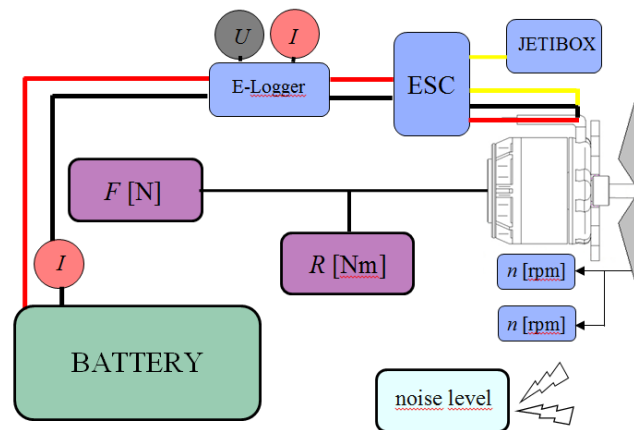 U
I
E-Logger
ESC
JETIBOX
F [N]
R [Nm]
n [rpm]
n [rpm]
I
BATTERY
noise level